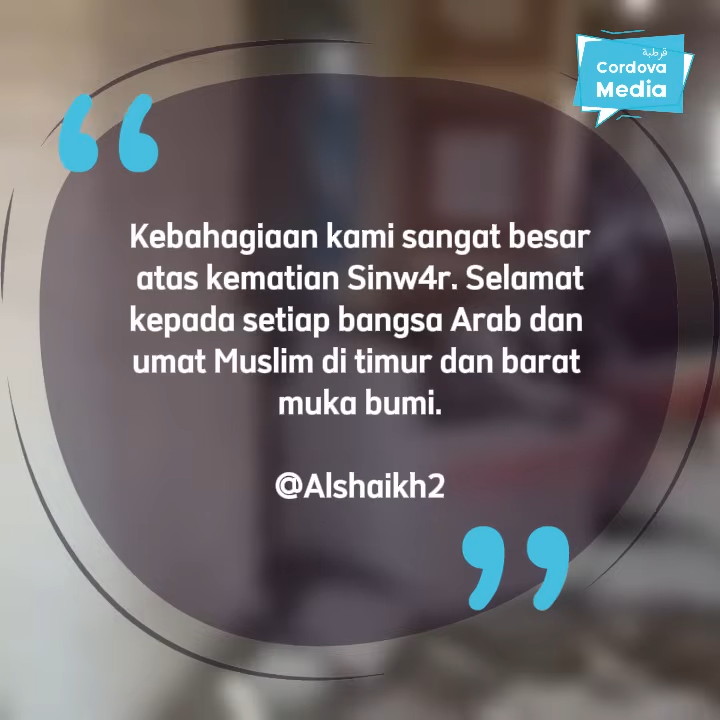 قرطبة
Cordova
Media
Kebahagiaan kami sangat besar
atas kematian Sinw4r. Selamat
kepada setiap bangsa Arab dan
umat Muslim di timur dan barat
muka bumi.
@Alshaikh2